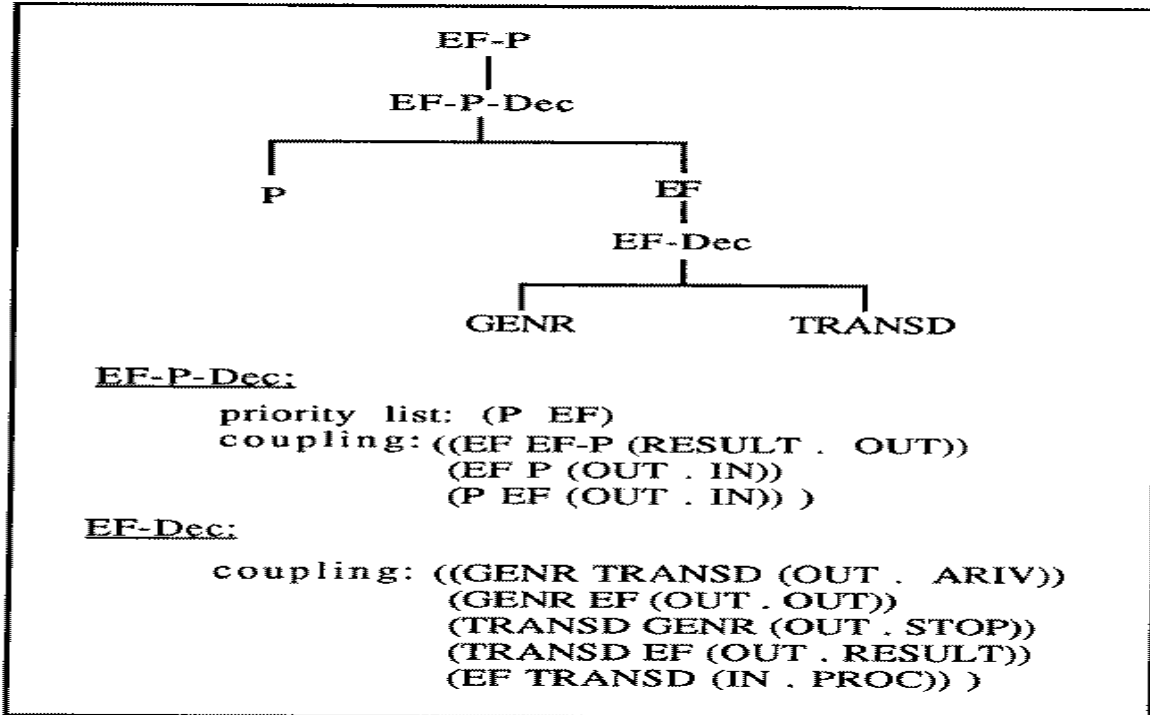 EF-P
EF-P-Dec
P EF
EF-Dec
GENR TRANSD
EF-P-Dec:
priority list: (P EF)
coupling: ((EF EF-P (RESULT . OUT))
(EF P (OUT . IN))
(P EF (OUT . IN)) )
EF-Dec:
coupling: ((GENR TRANSD (OUT . ARIV))
(GENR EF (OUT . OUT))
(TRANSD GENR (OUT . STOP))
(TRANSD EF (OUT . RESULT))
(EF TRANSD (IN . PROC)) )